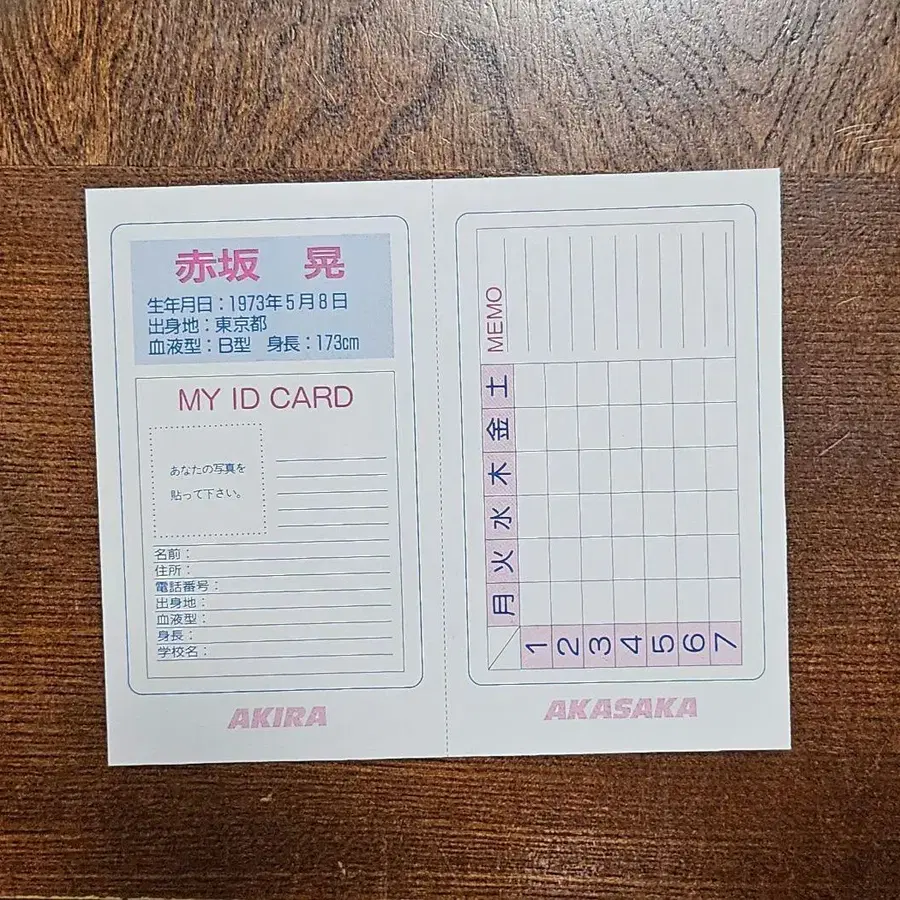 赤坂 晃
生年月日：1973年5月8日
出身地：東京都
血液型：B型 身長：173cm
MY ID CARD
あなたの写真を
貼って下さい。
名前：
住所：
電話番号：
出身地：
血液型：
身長：
学校名：
AKIRA
MEMO
月 火 水 木 金 土
1
2
3
4
5
6
7
AKASAKA